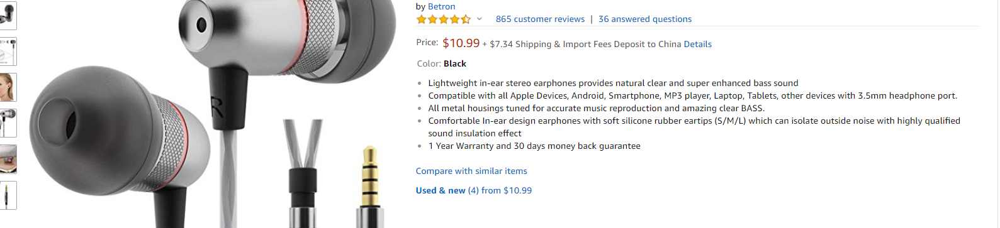 by Betron
865 customer reviews | 36 answered questions
Price: $10.99 + $7.34 Shipping & Import Fees Deposit to China Details
Color: Black
Lightweight in-ear stereo earphones provides natural clear and super enhanced bass sound
Compatible with all Apple Devices, Android, Smartphone, MP3 player, Laptop, Tablets, other devices with 3.5mm headphone port.
All metal housings tuned for accurate music reproduction and amazing clear BASS.
Comfortable In-ear design earphones with soft silicone rubber eartips (S/M/L) which can isolate outside noise with highly qualified
sound insulation effect
1 Year Warranty and 30 days money back guarantee
Compare with similar items
Used & new (4) from $10.99
R